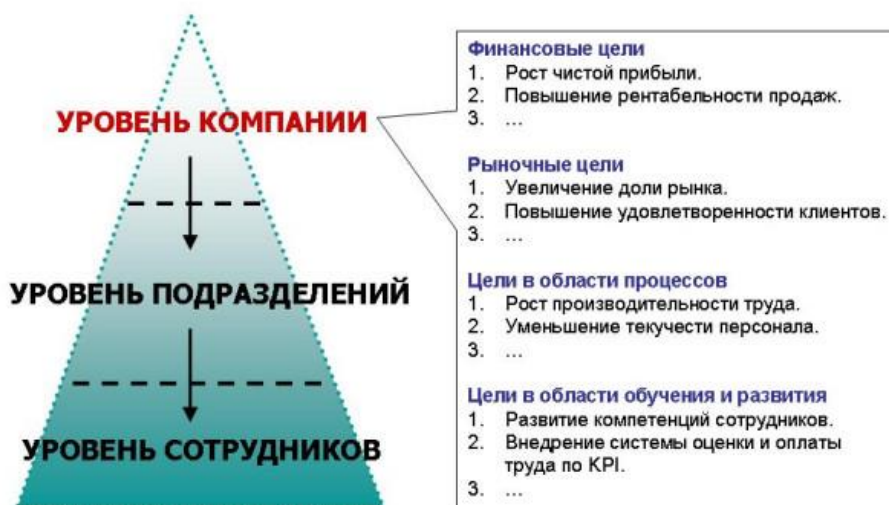 УРОВЕНЬ КОМПАНИИ
УРОВЕНЬ ПОДРАЗДЕЛЕНИЙ
УРОВЕНЬ СОТРУДНИКОВ
Финансовые цели
1. Рост чистой прибыли.
2. Повышение рентабельности продаж.
3. ...
Рыночные цели
1. Увеличение доли рынка.
2. Повышение удовлетворенности клиентов.
3. ...
Цели в области процессов
1. Рост производительности труда.
2. Уменьшение текучести персонала.
3. ...
Цели в области обучения и развития
1. Развитие компетенций сотрудников.
2. Внедрение системы оценки и оплаты
труда по KPI.
3. ...